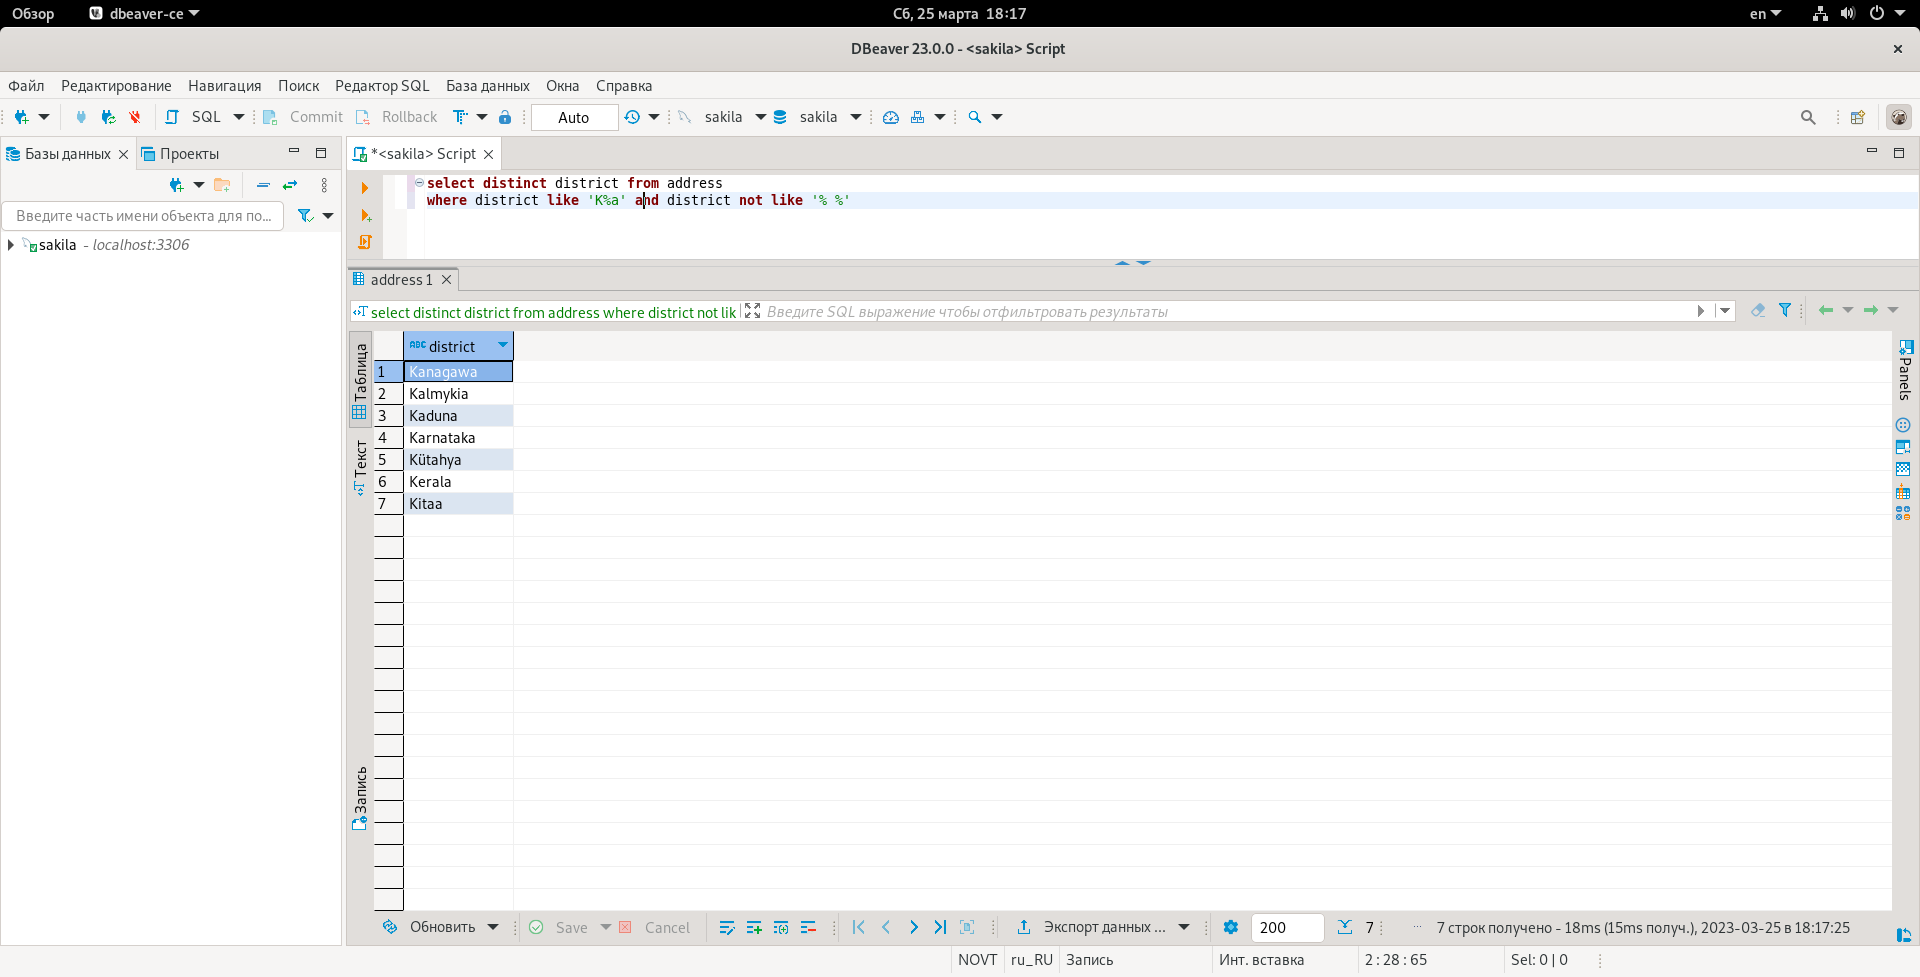 Обзор
dbeaver-ce
Сб, 25 марта 18:17
en
DBeaver 23.0.0 - <sakila> Script
Файл Редактирование Навигация Поиск Редактор SQL База данных Окна Справка
SQL Commit Rollback Auto sakila sakila
Базы данных
Проекты
*<sakila> Script
select distinct district from address
where district like 'K%a' and district not like '% %'
Введите часть имени объекта для по...
sakila - localhost:3306
address 1
select distinct district from address where district not lik
Введите SQL выражение чтобы отфильтровать результаты
Таблица
Текст
Запись
Panels
ABC district
1 Kanagawa
2 Kalmykia
3 Kaduna
4 Karnataka
5 Kütahya
6 Kerala
7 Kitaa
Обновить Save Cancel Экспорт данных ... 200 7 ... 7 строк получено - 18ms (15ms получ.), 2023-03-25 в 18:17:25
NOVT ru_RU Запись Инт. вставка 2 : 28 : 65 Sel: 0 | 0